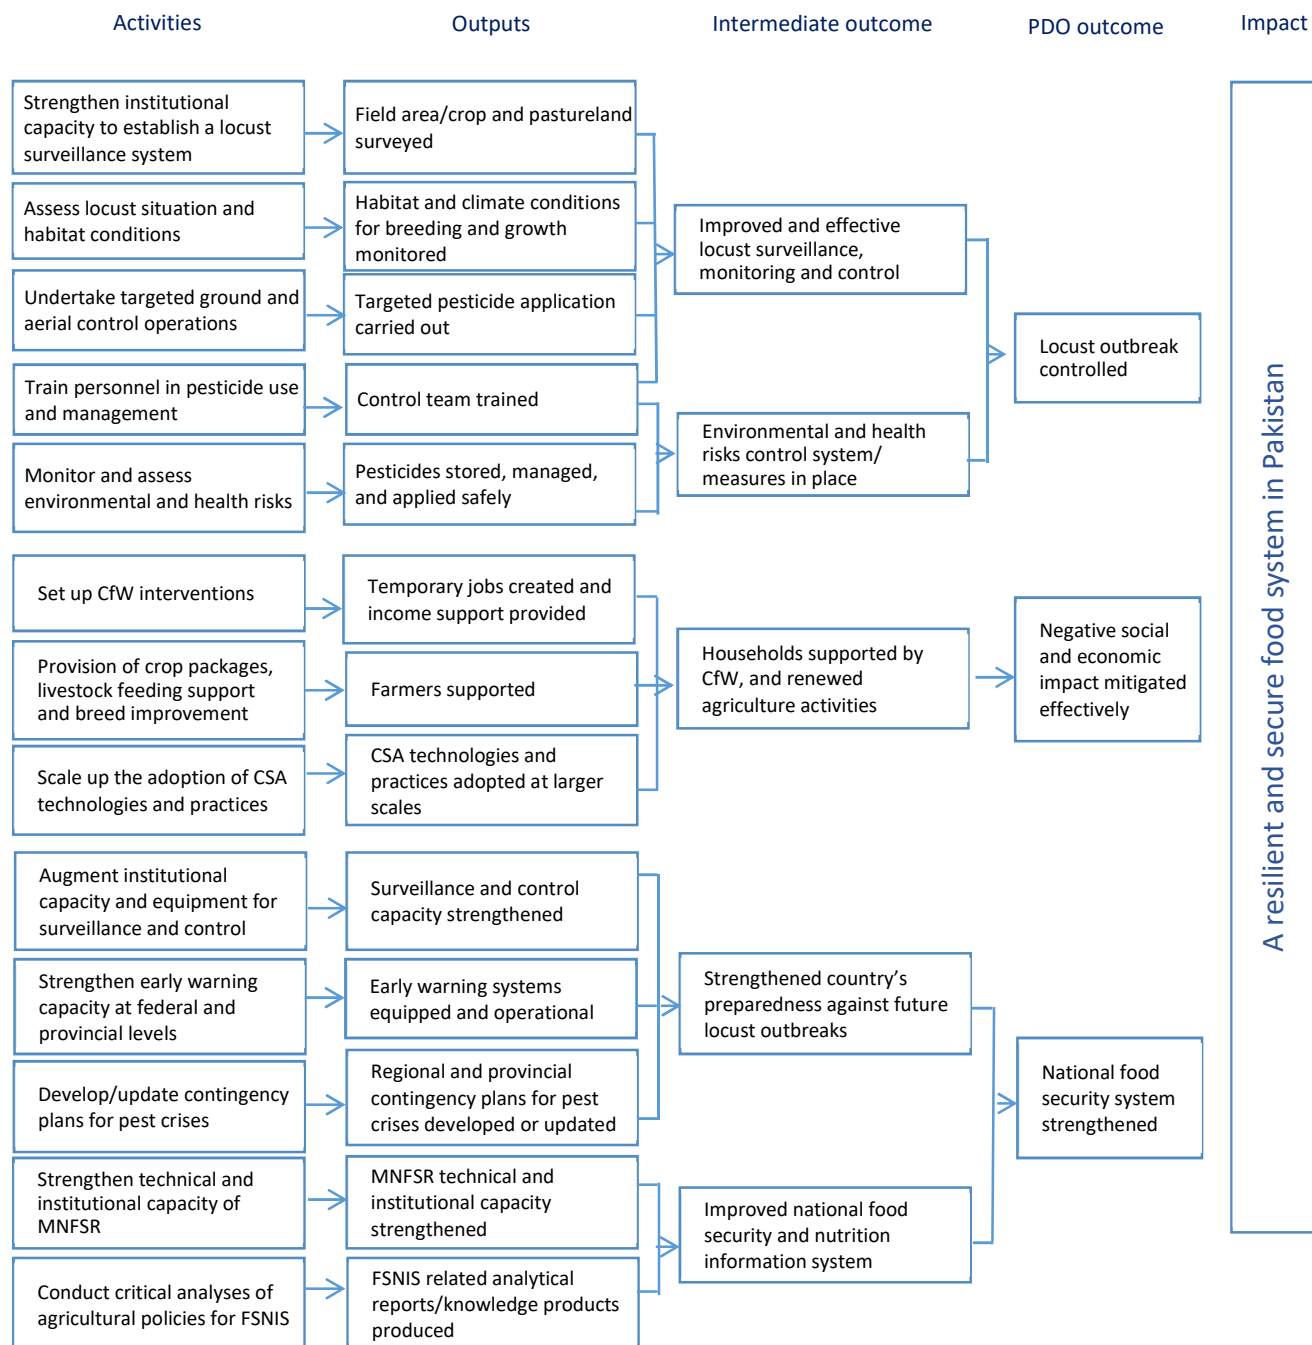 Activities
Outputs
Intermediate outcome
PDO outcome
Impact
Strengthen institutional
capacity to establish a locust
surveillance system
Field area/crop and pastureland
surveyed
Assess locust situation and
habitat conditions
Habitat and climate conditions
for breeding and growth
monitored
Improved and effective
locust surveillance,
monitoring and control
Undertake targeted ground and
aerial control operations
Targeted pesticide application
carried out
Locust outbreak
controlled
Train personnel in pesticide use
and management
Control team trained
Environmental and health
risks control system/
measures in place
Monitor and assess
environmental and health risks
Pesticides stored, managed,
and applied safely
Set up CfW interventions
Temporary jobs created and
income support provided
Provision of crop packages,
livestock feeding support
and breed improvement
Farmers supported
Households supported by
CfW, and renewed
agriculture activities
Negative social
and economic
impact mitigated
effectively
Scale up the adoption of CSA
technologies and practices
CSA technologies and
practices adopted at larger
scales
Augment institutional
capacity and equipment for
surveillance and control
Surveillance and control
capacity strengthened
Strengthen early warning
capacity at federal and
provincial levels
Early warning systems
equipped and operational
Strengthened country’s
preparedness against future
locust outbreaks
Develop/update contingency
plans for pest crises
Regional and provincial
contingency plans for pest
crises developed or updated
National food
security system
strengthened
Strengthen technical and
institutional capacity of
MNFSR
MNFSR technical and
institutional capacity
strengthened
Improved national food
security and nutrition
information system
Conduct critical analyses of
agricultural policies for FSNIS
FSNIS related analytical
reports/knowledge products
produced
A resilient and secure food system in Pakistan